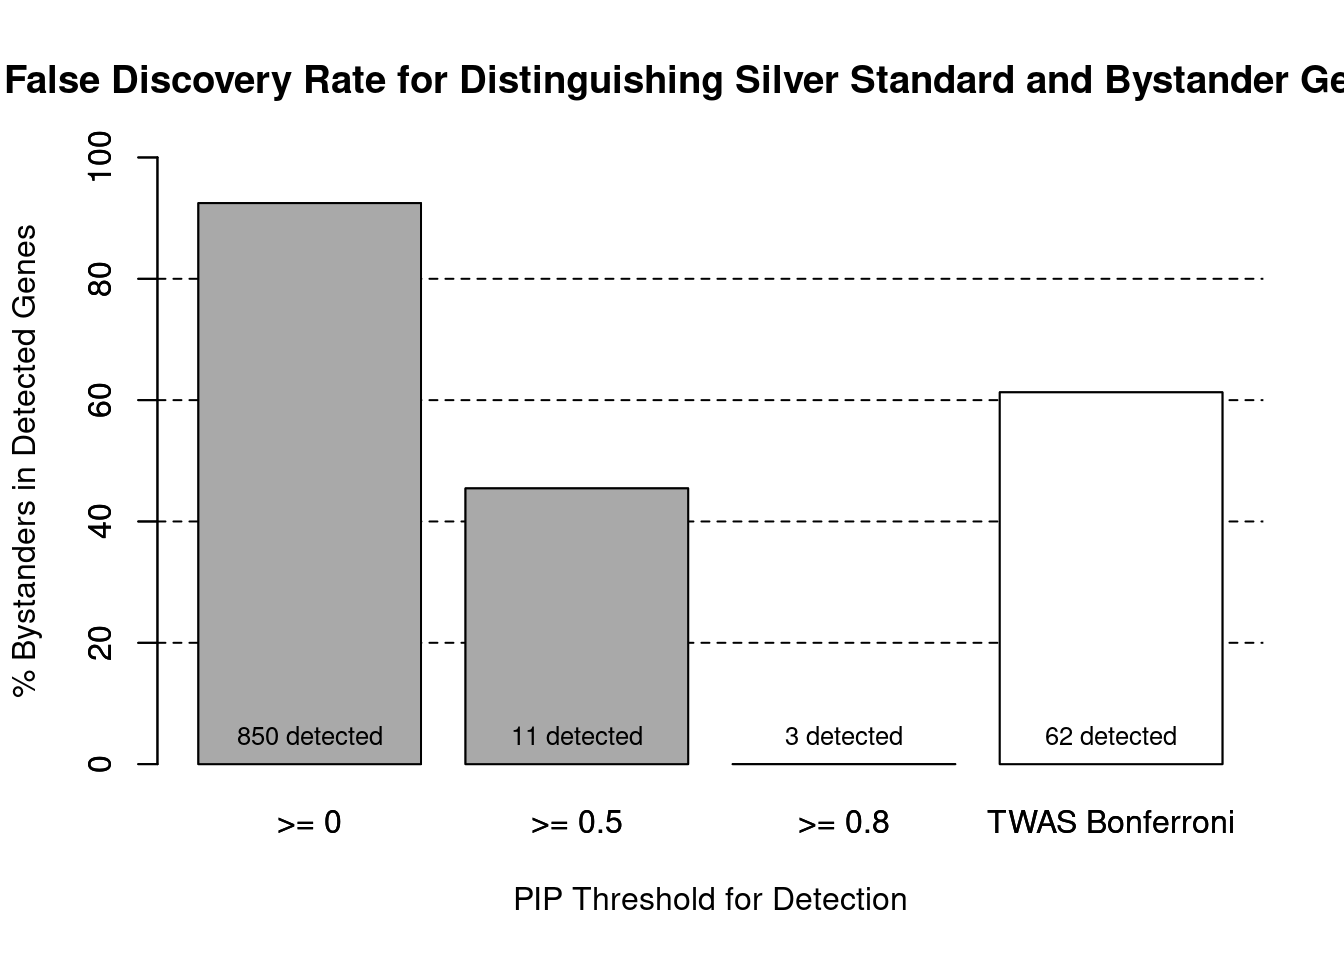 False Discovery Rate for Distinguishing Silver Standard and Bystander Ge
% Bystanders in Detected Genes
100
80
60
40
20
0
850 detected
11 detected
3 detected
62 detected
>= 0
>= 0.5
>= 0.8
TWAS Bonferroni
PIP Threshold for Detection